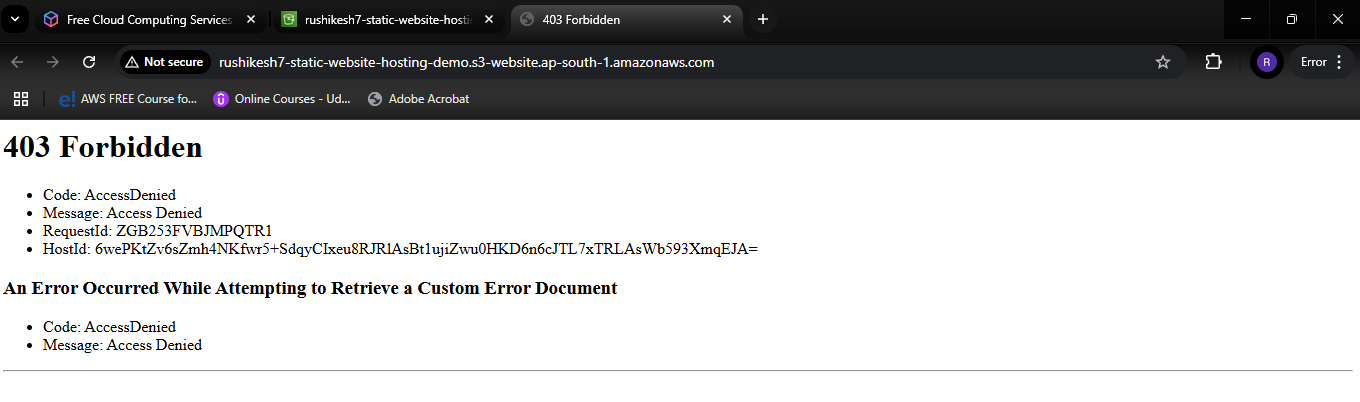 Free Cloud Computing Services
rushikesh7-static-website-hosti
403 Forbidden
Not secure
rushikesh7-static-website-hosting-demo.s3-website.ap-south-1.amazonaws.com
R
Error
e! AWS FREE Course fo...
Online Courses - Ud...
Adobe Acrobat
403 Forbidden
• Code: AccessDenied
• Message: Access Denied
• RequestId: ZGB253FVBJMPQTR1
• HostId: 6wePKtZv6sZmh4NKfwr5+SdqyCIxeu8RJRlAsBt1ujiZwu0HKD6n6cJTL7xTRLAsWb593XmqEJA=
An Error Occurred While Attempting to Retrieve a Custom Error Document
• Code: AccessDenied
• Message: Access Denied